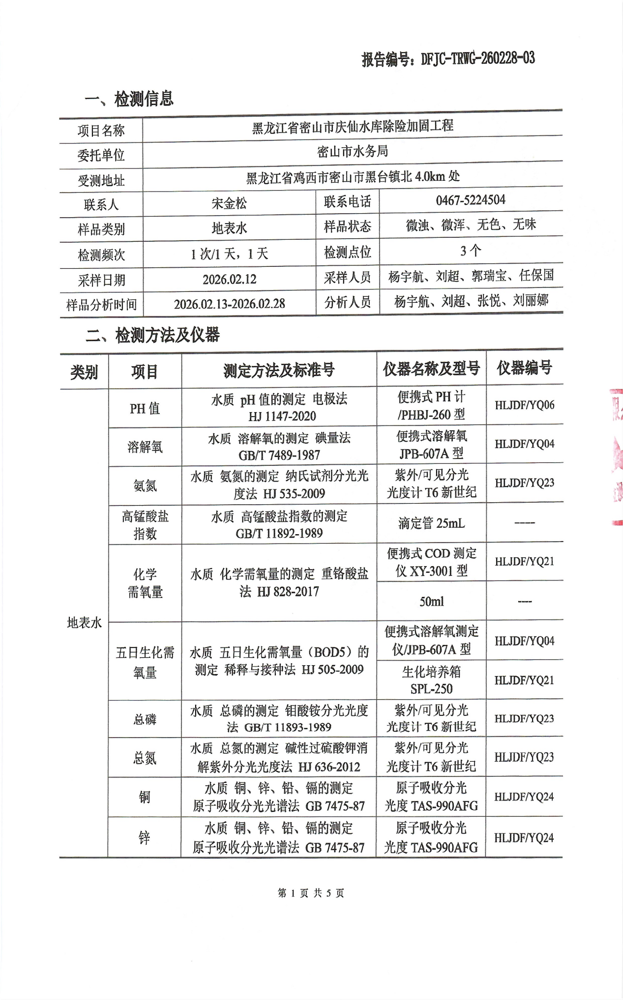 报告编号：DFJC-TRWG-260228-03
一、检测信息
项目名称 黑龙江省密山市庆仙水库除险加固工程
委托单位 密山市水务局
受测地址 黑龙江省鸡西市密山市黑台镇北 4.0km 处
联系人 宋金松 联系电话 0467-5224504
样品类别 地表水 样品状态 微浊、微浑、无色、无味
检测频次 1 次/1 天，1 天 检测点位 3 个
采样日期 2026.02.12 采样人员 杨宇航、刘超、郭瑞宝、任保国
样品分析时间 2026.02.13-2026.02.28 分析人员 杨宇航、刘超、张悦、刘丽娜
二、检测方法及仪器
类别 项目 测定方法及标准号 仪器名称及型号 仪器编号
地表水
PH 值
水质 pH 值的测定 电极法
HJ 1147-2020
便携式 PH 计
/PHBJ-260 型
HLJDF/YQ06
溶解氧
水质 溶解氧的测定 碘量法
GB/T 7489-1987
便携式溶解氧
JPB-607A 型
HLJDF/YQ04
氨氮
水质 氨氮的测定 纳氏试剂分光光
度法 HJ 535-2009
紫外/可见分光
光度计 T6 新世纪
HLJDF/YQ23
高锰酸盐
指数
水质 高锰酸盐指数的测定
GB/T 11892-1989
滴定管 25mL
----
化学
需氧量
水质 化学需氧量的测定 重铬酸盐
法 HJ 828-2017
便携式 COD 测定
仪 XY-3001 型
HLJDF/YQ21
50ml
----
五日生化需
氧量
水质 五日生化需氧量（BOD5）的
测定 稀释与接种法 HJ 505-2009
便携式溶解氧测定
仪/JPB-607A 型
HLJDF/YQ04
生化培养箱
SPL-250
HLJDF/YQ21
总磷
水质 总磷的测定 钼酸铵分光光度
法 GB/T 11893-1989
紫外/可见分光
光度计 T6 新世纪
HLJDF/YQ23
总氮
水质 总氮的测定 碱性过硫酸钾消
解紫外分光光度法 HJ 636-2012
紫外/可见分光
光度计 T6 新世纪
HLJDF/YQ23
铜
水质 铜、锌、铅、镉的测定
原子吸收分光光谱法 GB 7475-87
原子吸收分光
光度 TAS-990AFG
HLJDF/YQ24
锌
水质 铜、锌、铅、镉的测定
原子吸收分光光谱法 GB 7475-87
原子吸收分光
光度 TAS-990AFG
HLJDF/YQ24
第 1 页 共 5 页